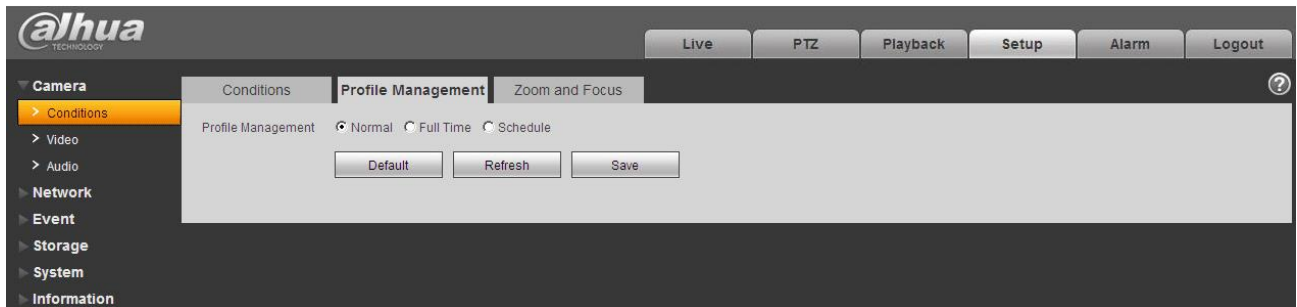 alhua
TECHNOLOGY
Live PTZ Playback Setup Alarm Logout
Camera
Conditions
Video
Audio
Network
Event
Storage
System
Information
Conditions Profile Management Zoom and Focus
?
Profile Management Normal Full Time Schedule
Default Refresh Save